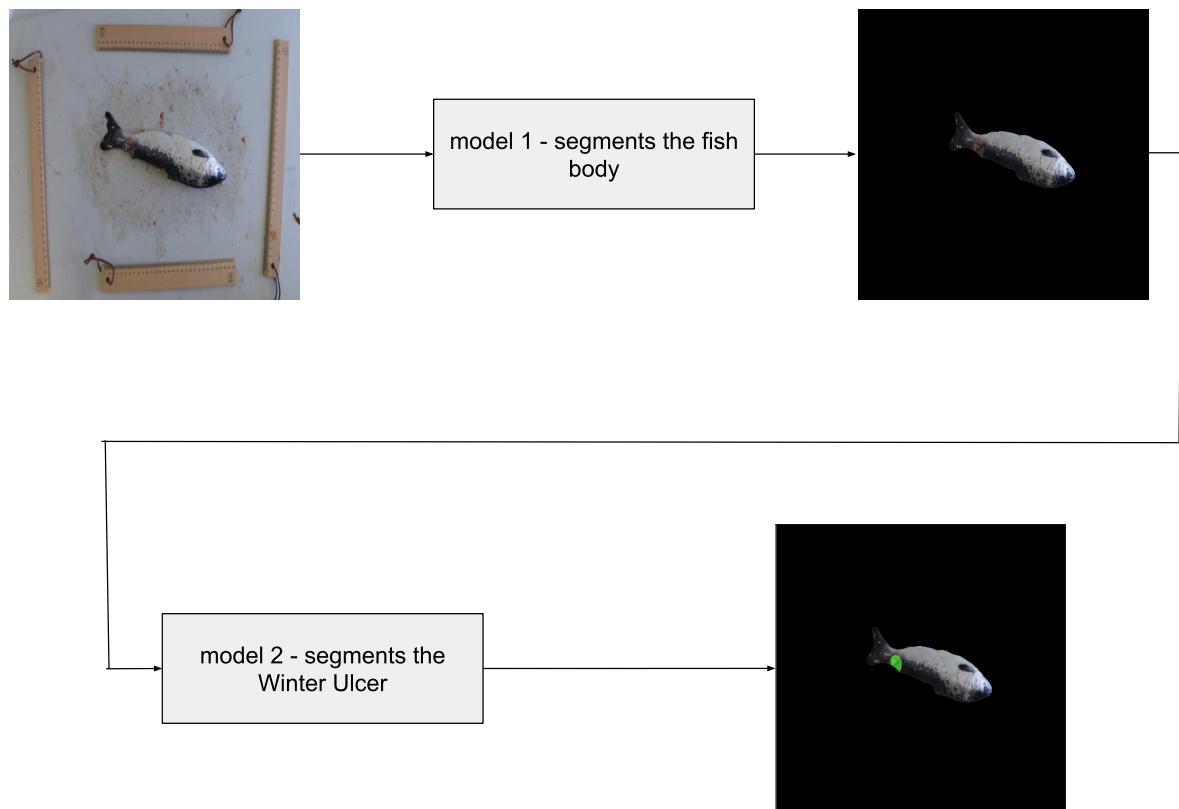 model 1 - segments the fish
body
model 2 - segments the
Winter Ulcer